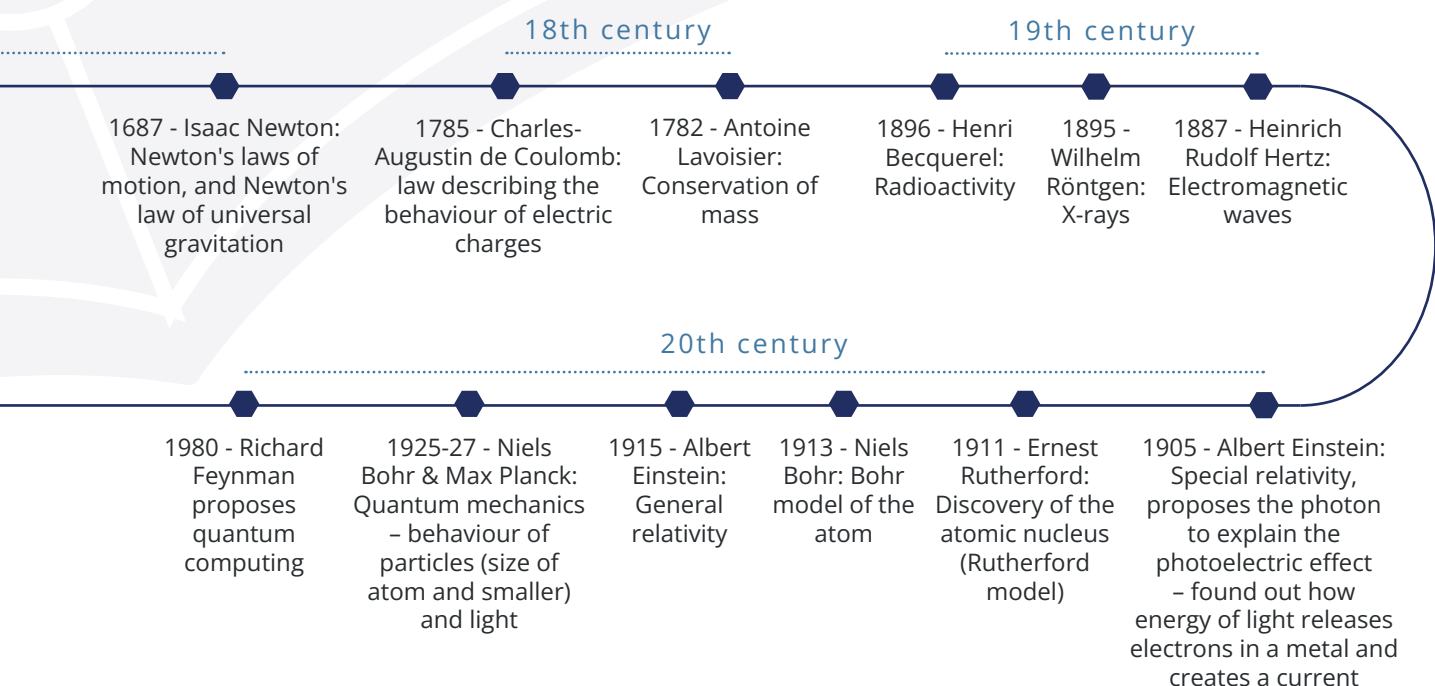 18th century
19th century
1687 - Isaac Newton:
Newton's laws of
motion, and Newton's
law of universal
gravitation
1785 - Charles-
Augustin de Coulomb:
law describing the
behaviour of electric
charges
1782 - Antoine
Lavoisier:
Conservation of
mass
1896 - Henri
Becquerel:
Radioactivity
1895 -
Wilhelm
Röntgen:
X-rays
1887 - Heinrich
Rudolf Hertz:
Electromagnetic
waves
20th century
1980 - Richard
Feynman
proposes
quantum
computing
1925-27 - Niels
Bohr & Max Planck:
Quantum mechanics
– behaviour of
particles (size of
atom and smaller)
and light
1915 - Albert
Einstein:
General
relativity
1913 - Niels
Bohr: Bohr
model of the
atom
1911 - Ernest
Rutherford:
Discovery of the
atomic nucleus
(Rutherford
model)
1905 - Albert Einstein:
Special relativity,
proposes the photon
to explain the
photoelectric effect
– found out how
energy of light releases
electrons in a metal and
creates a current